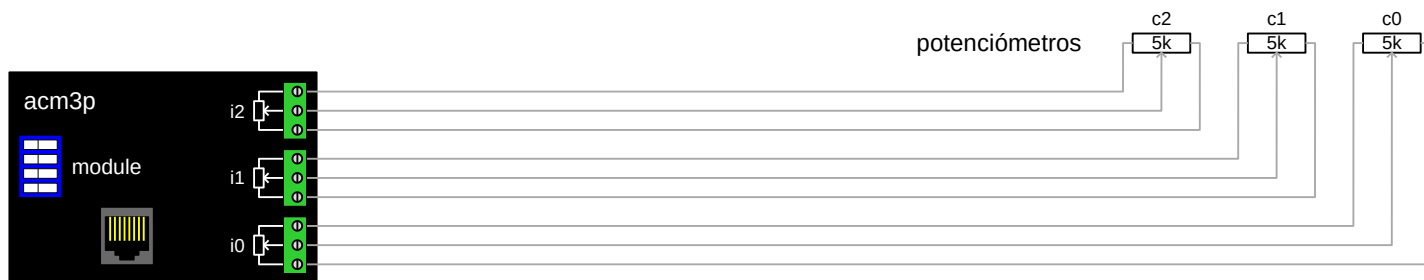 c2 c1 c0
potenciómetros 5k 5k 5k
acm3p
i2
module
i1
i0